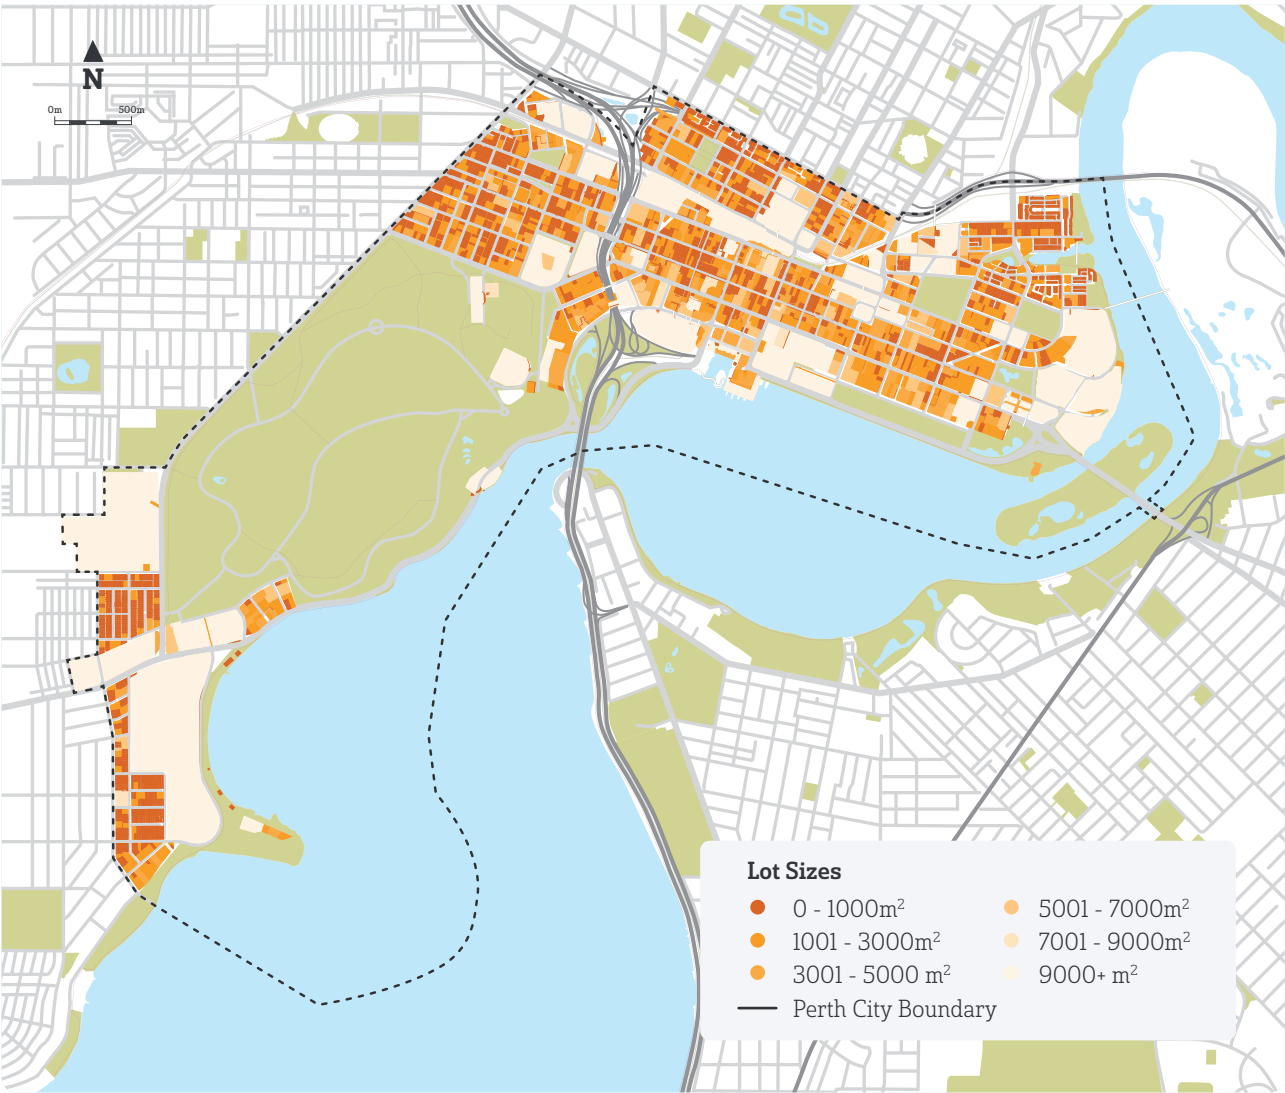 N
0m 500m
Lot Sizes
0 - 1000m²
1001 - 3000m²
3001 - 5000 m²
5001 - 7000m²
7001 - 9000m²
9000+ m²
Perth City Boundary